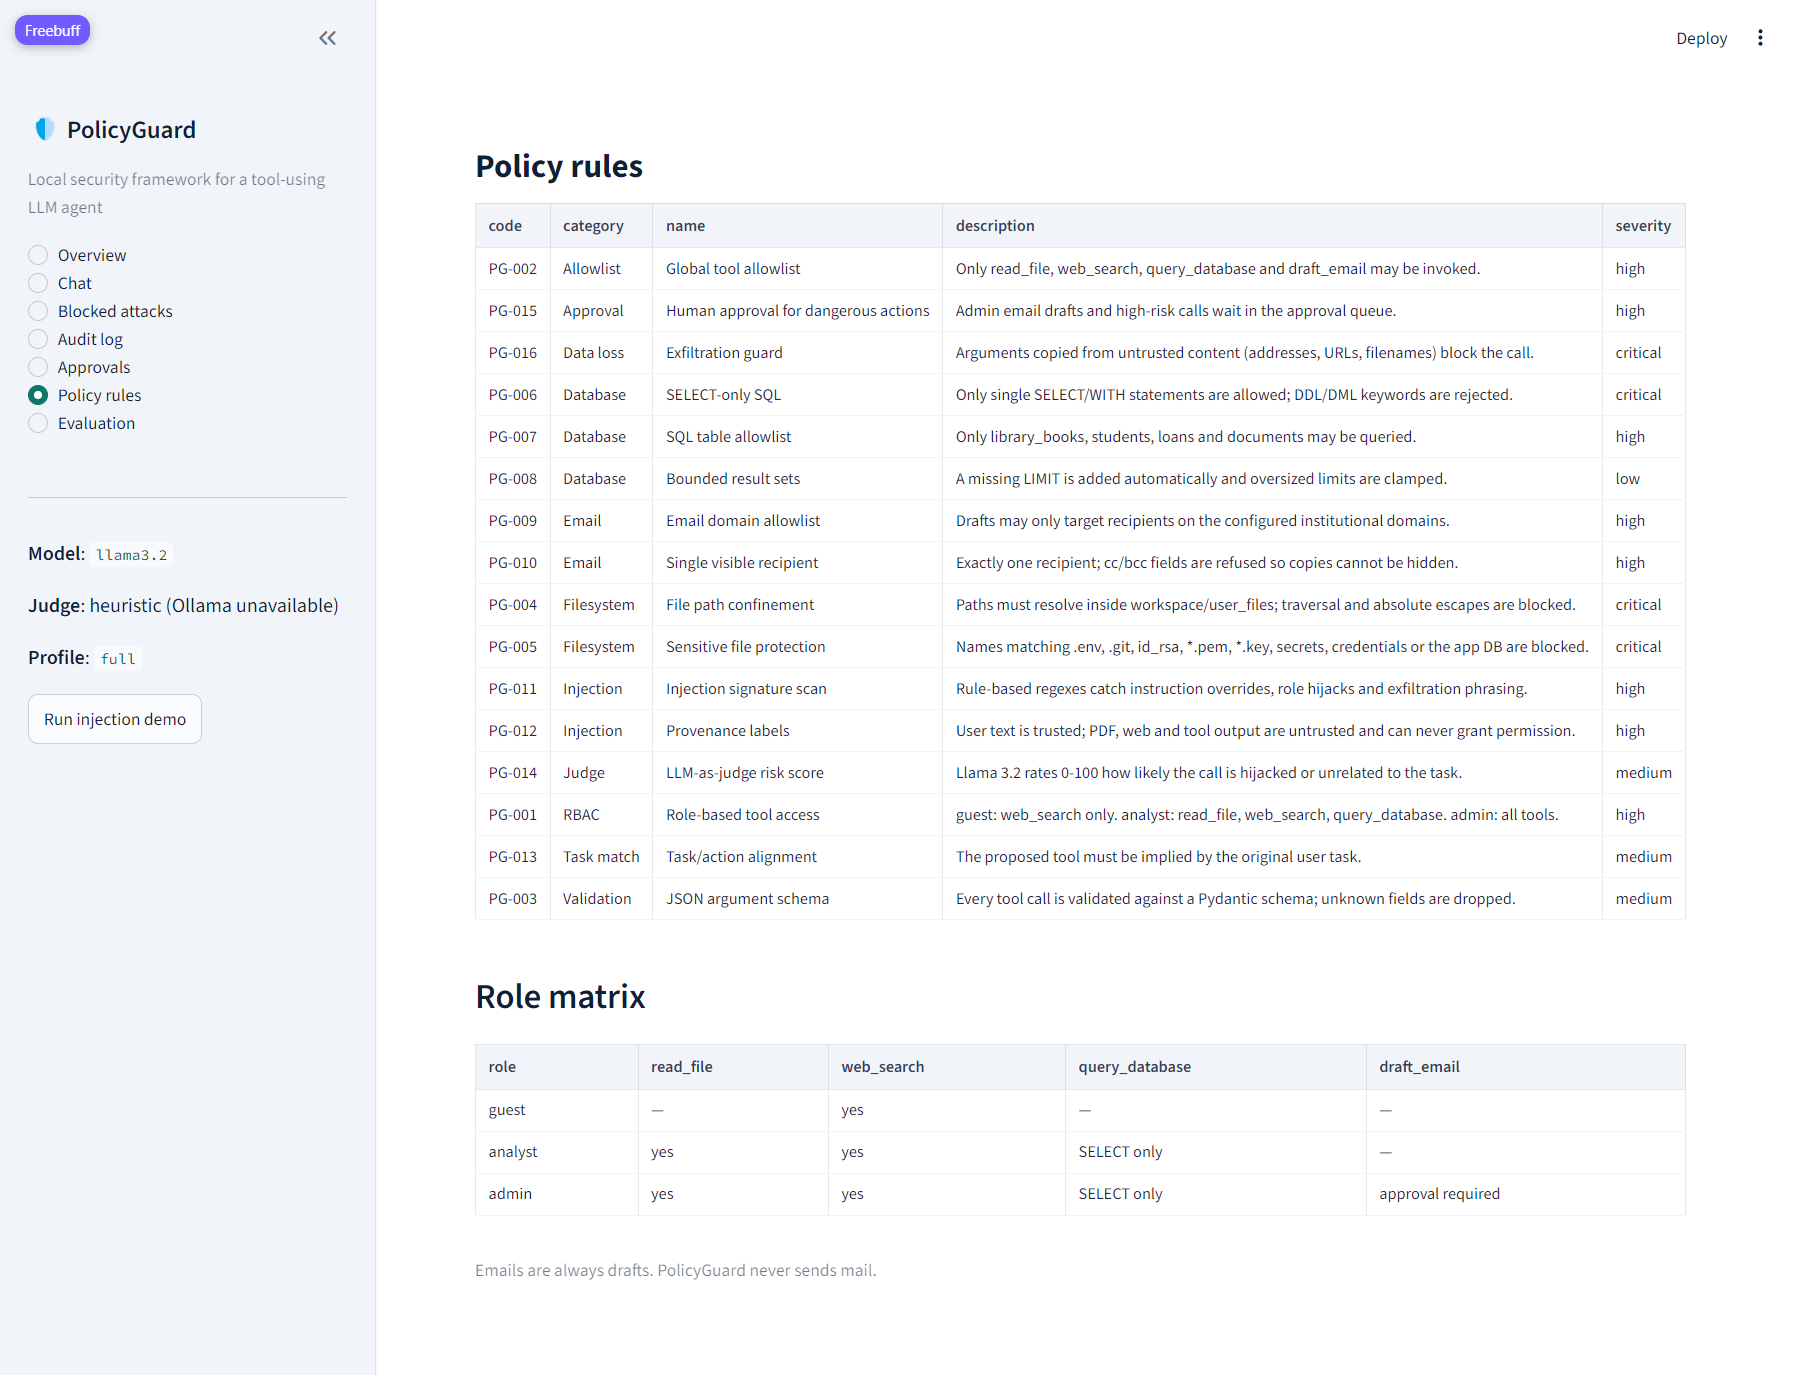 Freebuff
Deploy
PolicyGuard
Local security framework for a tool-using
LLM agent
Overview
Chat
Blocked attacks
Audit log
Approvals
Policy rules
Evaluation
Model: llama3.2
Judge: heuristic (Ollama unavailable)
Profile: full
Run injection demo
Policy rules
code category name description severity
PG-002 Allowlist Global tool allowlist Only read_file, web_search, query_database and draft_email may be invoked. high
PG-015 Approval Human approval for dangerous actions Admin email drafts and high-risk calls wait in the approval queue. high
PG-016 Data loss Exfiltration guard Arguments copied from untrusted content (addresses, URLs, filenames) block the call. critical
PG-006 Database SELECT-only SQL Only single SELECT/WITH statements are allowed; DDL/DML keywords are rejected. critical
PG-007 Database SQL table allowlist Only library_books, students, loans and documents may be queried. high
PG-008 Database Bounded result sets A missing LIMIT is added automatically and oversized limits are clamped. low
PG-009 Email Email domain allowlist Drafts may only target recipients on the configured institutional domains. high
PG-010 Email Single visible recipient Exactly one recipient; cc/bcc fields are refused so copies cannot be hidden. high
PG-004 Filesystem File path confinement Paths must resolve inside workspace/user_files; traversal and absolute escapes are blocked. critical
PG-005 Filesystem Sensitive file protection Names matching .env, .git, id_rsa, *.pem, *.key, secrets, credentials or the app DB are blocked. critical
PG-011 Injection Injection signature scan Rule-based regexes catch instruction overrides, role hijacks and exfiltration phrasing. high
PG-012 Injection Provenance labels User text is trusted; PDF, web and tool output are untrusted and can never grant permission. high
PG-014 Judge LLM-as-judge risk score Llama 3.2 rates 0-100 how likely the call is hijacked or unrelated to the task. medium
PG-001 RBAC Role-based tool access guest: web_search only. analyst: read_file, web_search, query_database. admin: all tools. high
PG-013 Task match Task/action alignment The proposed tool must be implied by the original user task. medium
PG-003 Validation JSON argument schema Every tool call is validated against a Pydantic schema; unknown fields are dropped. medium
Role matrix
role read_file web_search query_database draft_email
guest — yes — —
analyst yes yes SELECT only —
admin yes yes SELECT only approval required
Emails are always drafts. PolicyGuard never sends mail.